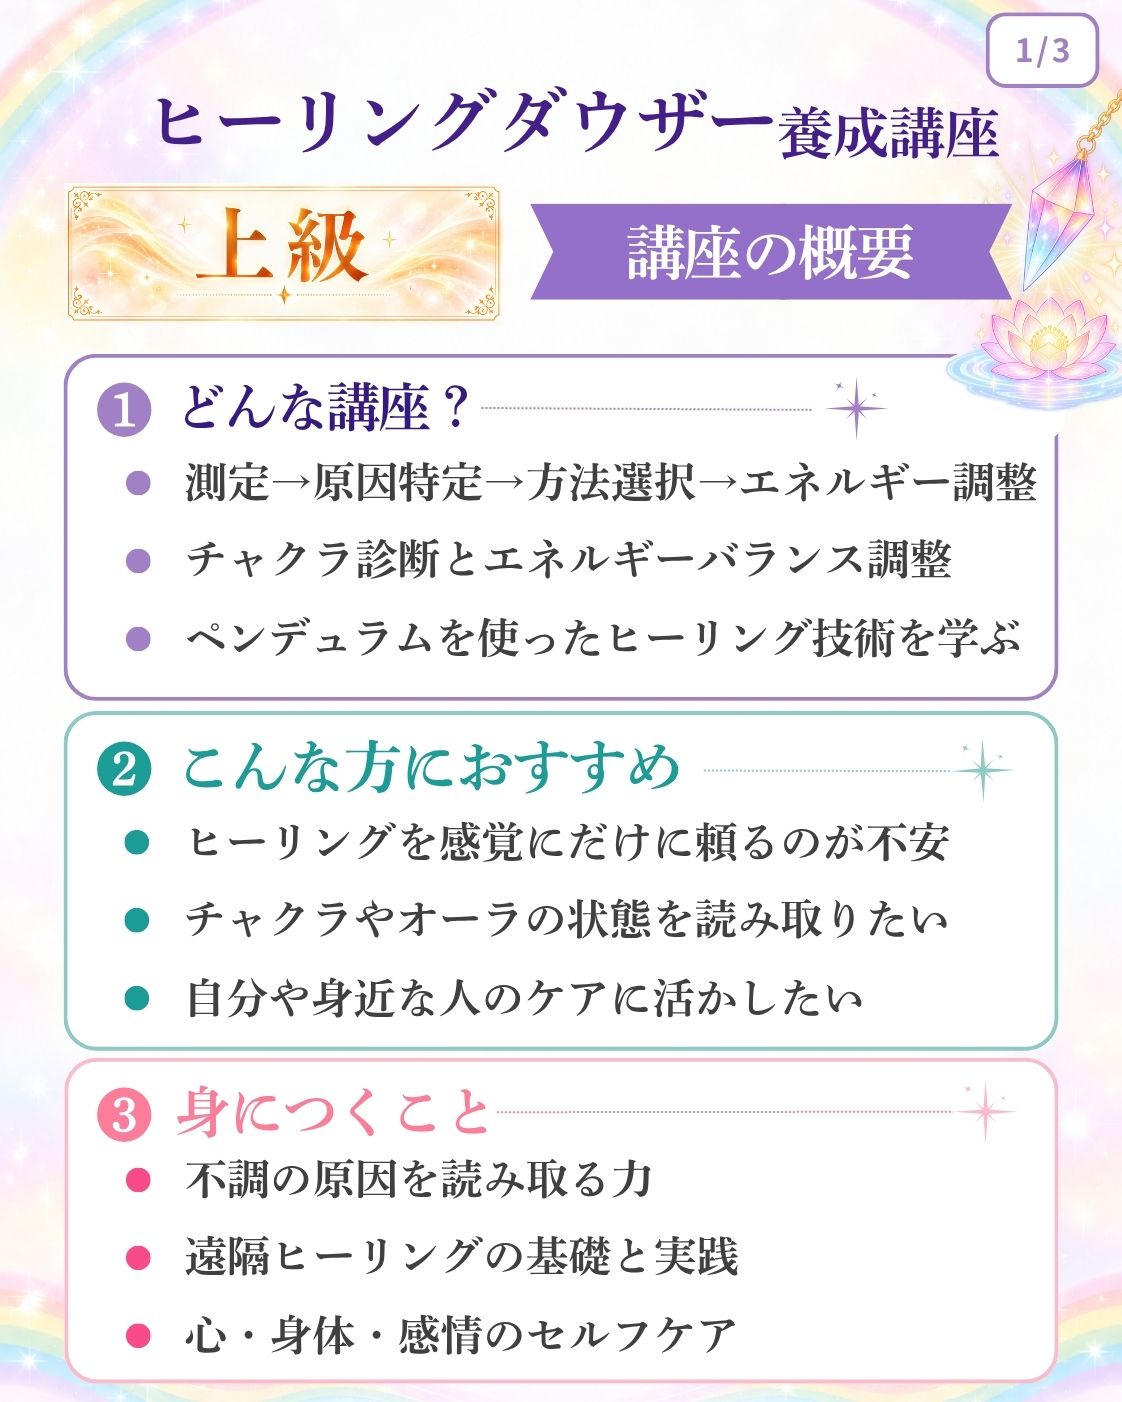 1/3
ヒーリングダウザー養成講座
上級
講座の概要
1 どんな講座？
● 測定→原因特定→方法選択→エネルギー調整
● チャクラ診断とエネルギーバランス調整
● ペンデュラムを使ったヒーリング技術を学ぶ
2 こんな方におすすめ
● ヒーリングを感覚にだけに頼るのが不安
● チャクラやオーラの状態を読み取りたい
● 自分や身近な人のケアに活かしたい
3 身につくこと
● 不調の原因を読み取る力
● 遠隔ヒーリングの基礎と実践
● 心・身体・感情のセルフケア